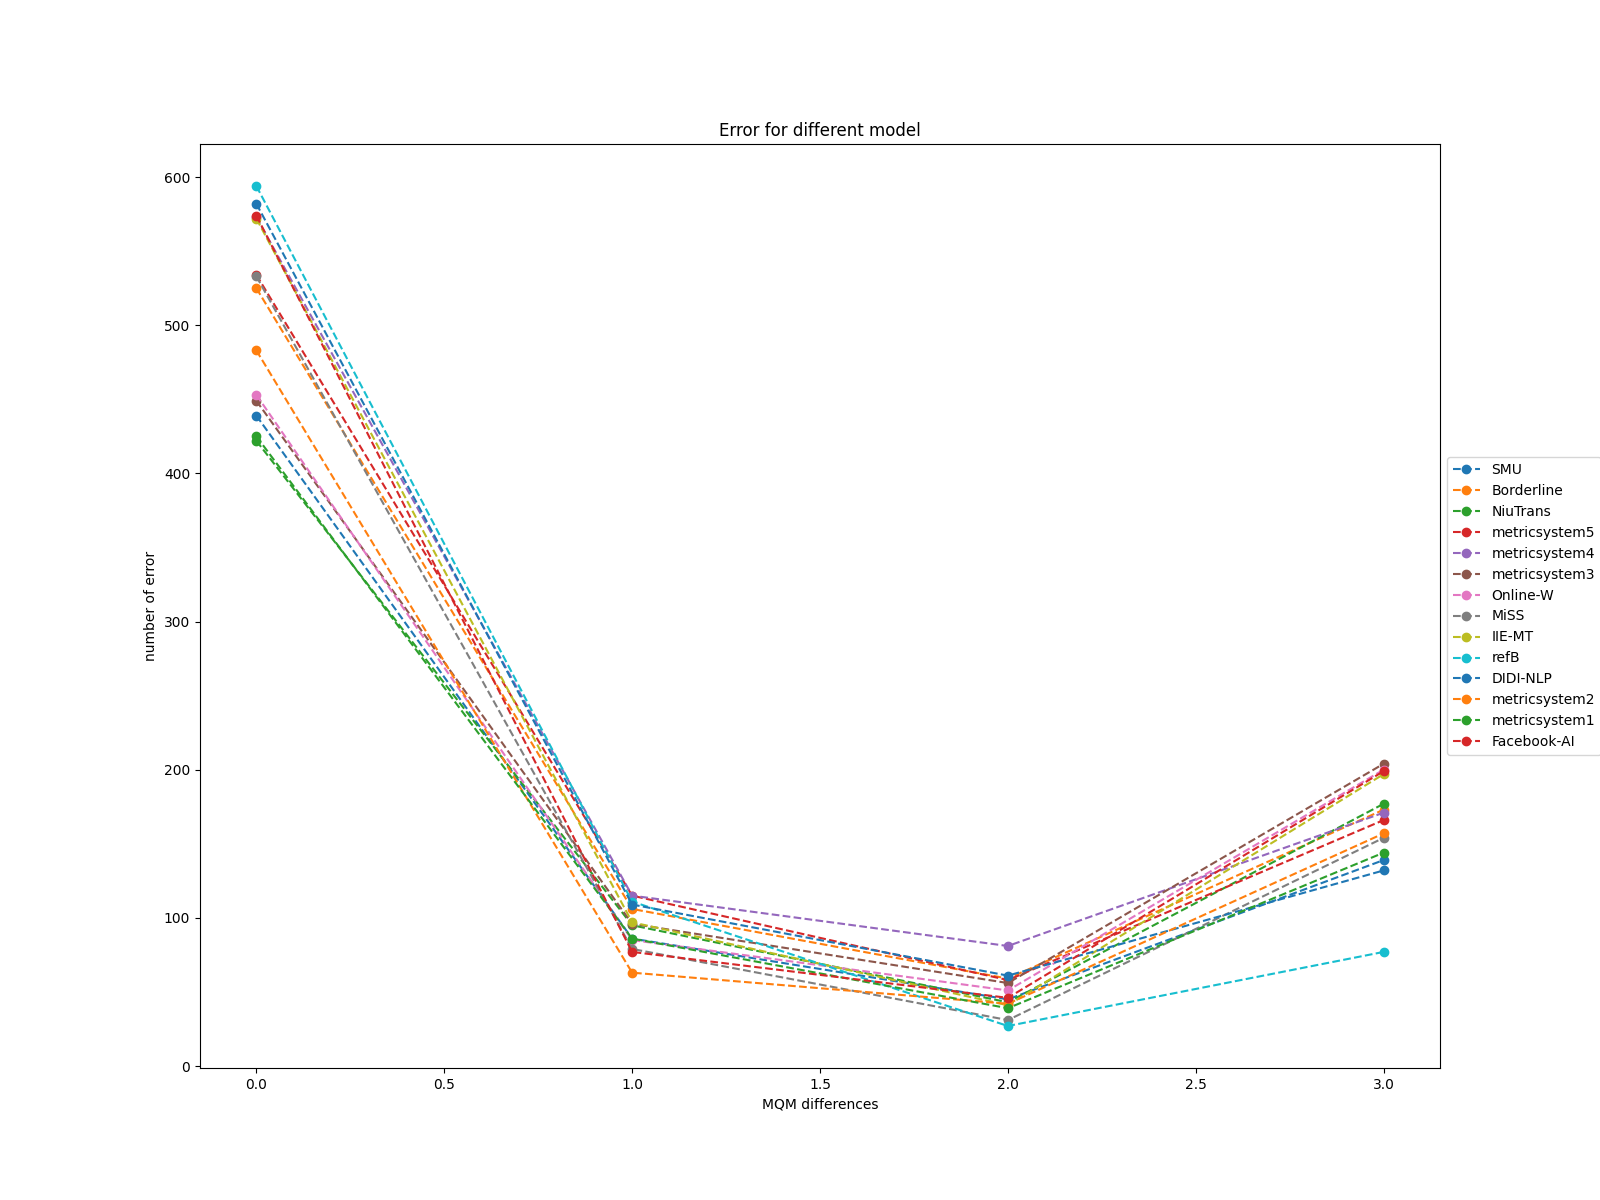 Error for different model
600
500
400
300
200
100
0
number of error
0.0 0.5 1.0 1.5 2.0 2.5 3.0
MQM differences
SMU
Borderline
NiuTrans
metricsystem5
metricsystem4
metricsystem3
Online-W
MiSS
IIE-MT
refB
DIDI-NLP
metricsystem2
metricsystem1
Facebook-AI